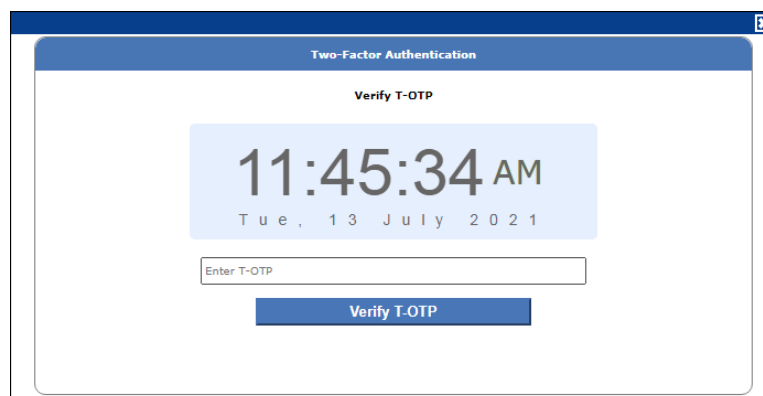 Two-Factor Authentication
Verify T-OTP
11:45:34 AM
Tue, 13 July 2021
Enter T-OTP
Verify T-OTP